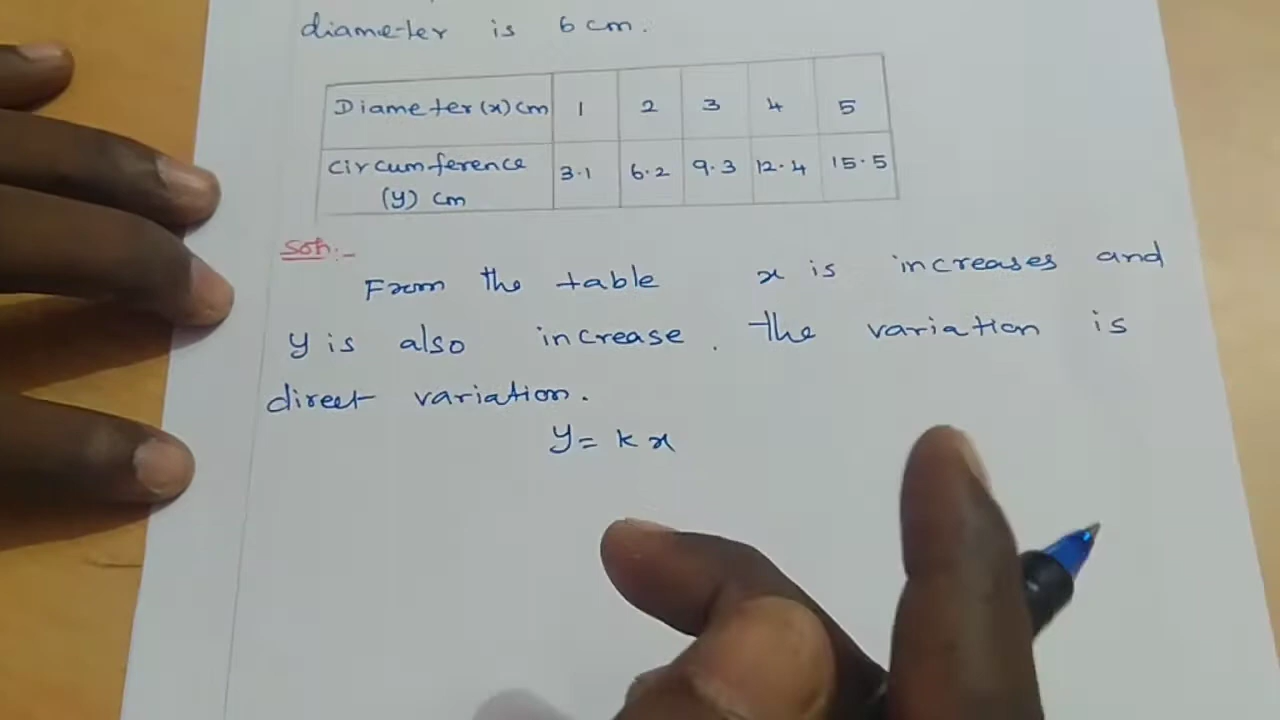 diameter is 6 cm.
Diameter (x) cm 1 2 3 4 5
Circumference (y) cm 3.1 6.2 9.3 12.4 15.5
Soln:-
From the table x is increases and
y is also increase. The variation is
direct variation.
y = kx